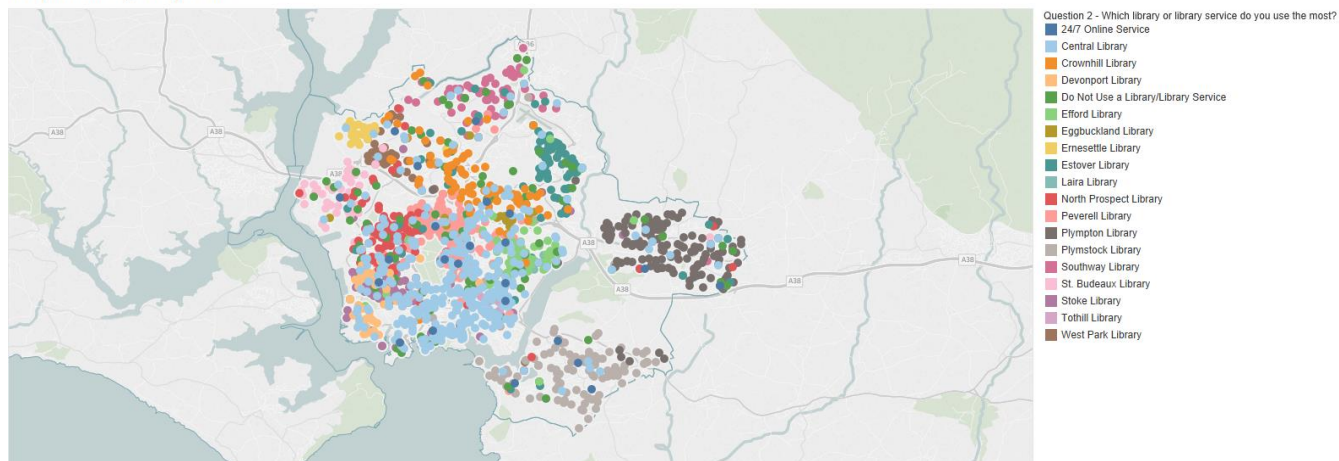 Question 2 - Which library or library service do you use the most?
24/7 Online Service
Central Library
Crownhill Library
Devonport Library
Do Not Use a Library/Library Service
Efford Library
Eggbuckland Library
Ernesettle Library
Estover Library
Laira Library
North Prospect Library
Peverell Library
Plympton Library
Plymstock Library
Southway Library
St. Budeaux Library
Stoke Library
Tothill Library
West Park Library
A38
A38
A38
A38
A38
A38